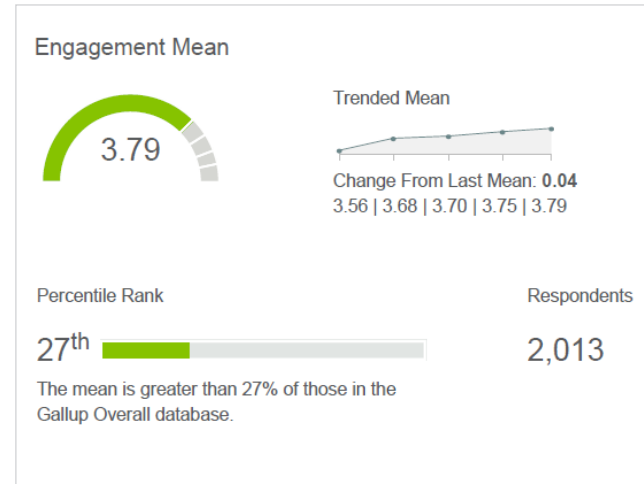 Engagement Mean
3.79
Trended Mean
Change From Last Mean: 0.04
3.56 | 3.68 | 3.70 | 3.75 | 3.79
Percentile Rank
Respondents
27th
2,013
The mean is greater than 27% of those in the
Gallup Overall database.